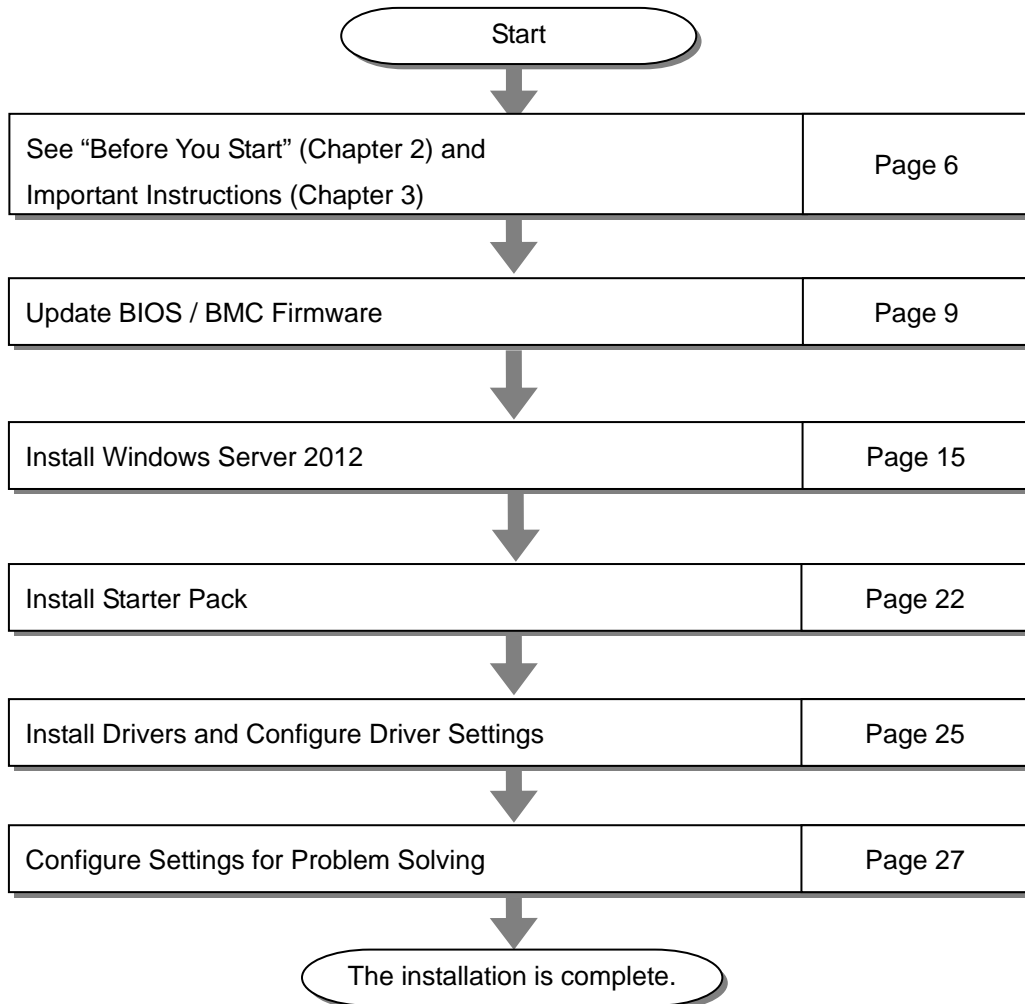 Start
See “Before You Start” (Chapter 2) and
Important Instructions (Chapter 3)
Page 6
Update BIOS / BMC Firmware
Page 9
Install Windows Server 2012
Page 15
Install Starter Pack
Page 22
Install Drivers and Configure Driver Settings
Page 25
Configure Settings for Problem Solving
Page 27
The installation is complete.